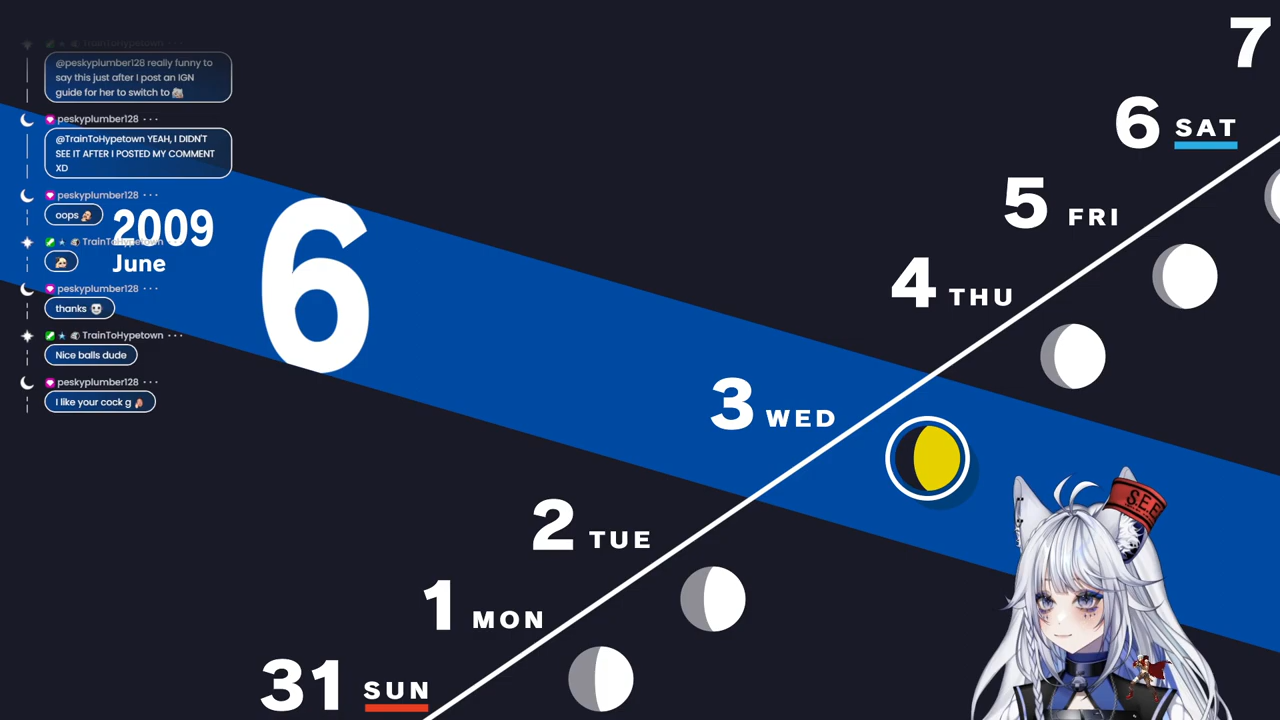 TrainToHypetown
@peskyplumber128 really funny to
say this just after I post an IGN
guide for her to switch to
peskyplumber128
@TrainToHypetown YEAH, I DIDN'T
SEE IT AFTER I POSTED MY COMMENT
XD
peskyplumber128
oops
TrainToHypetown
peskyplumber128
thanks
TrainToHypetown
Nice balls dude
peskyplumber128
I like your cock g
2009
June
6
7
6 SAT
5 FRI
4 THU
3 WED
2 TUE
1 MON
31 SUN
S.E.E